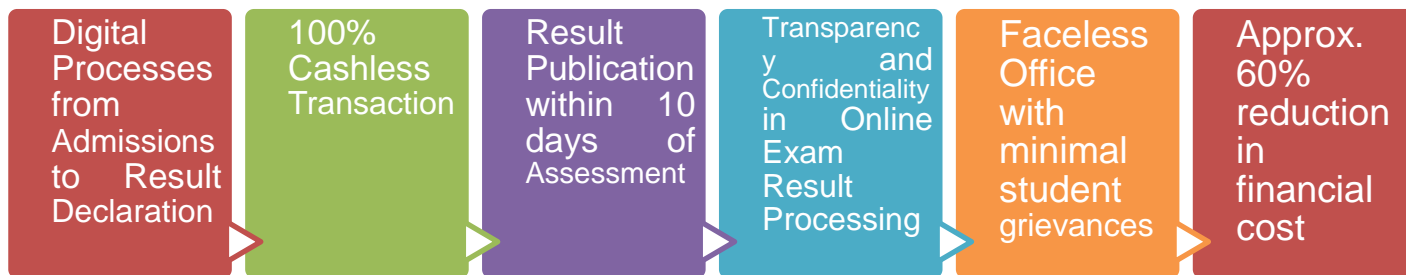 Digital
Processes
from
Admissions
to Result
Declaration
100%
Cashless
Transaction
Result
Publication
within 10
days of
Assessment
Transparenc
y and
Confidentiality
in Online
Exam
Result
Processing
Faceless
Office
with
minimal
student
grievances
Approx.
60%
reduction
in
financial
cost